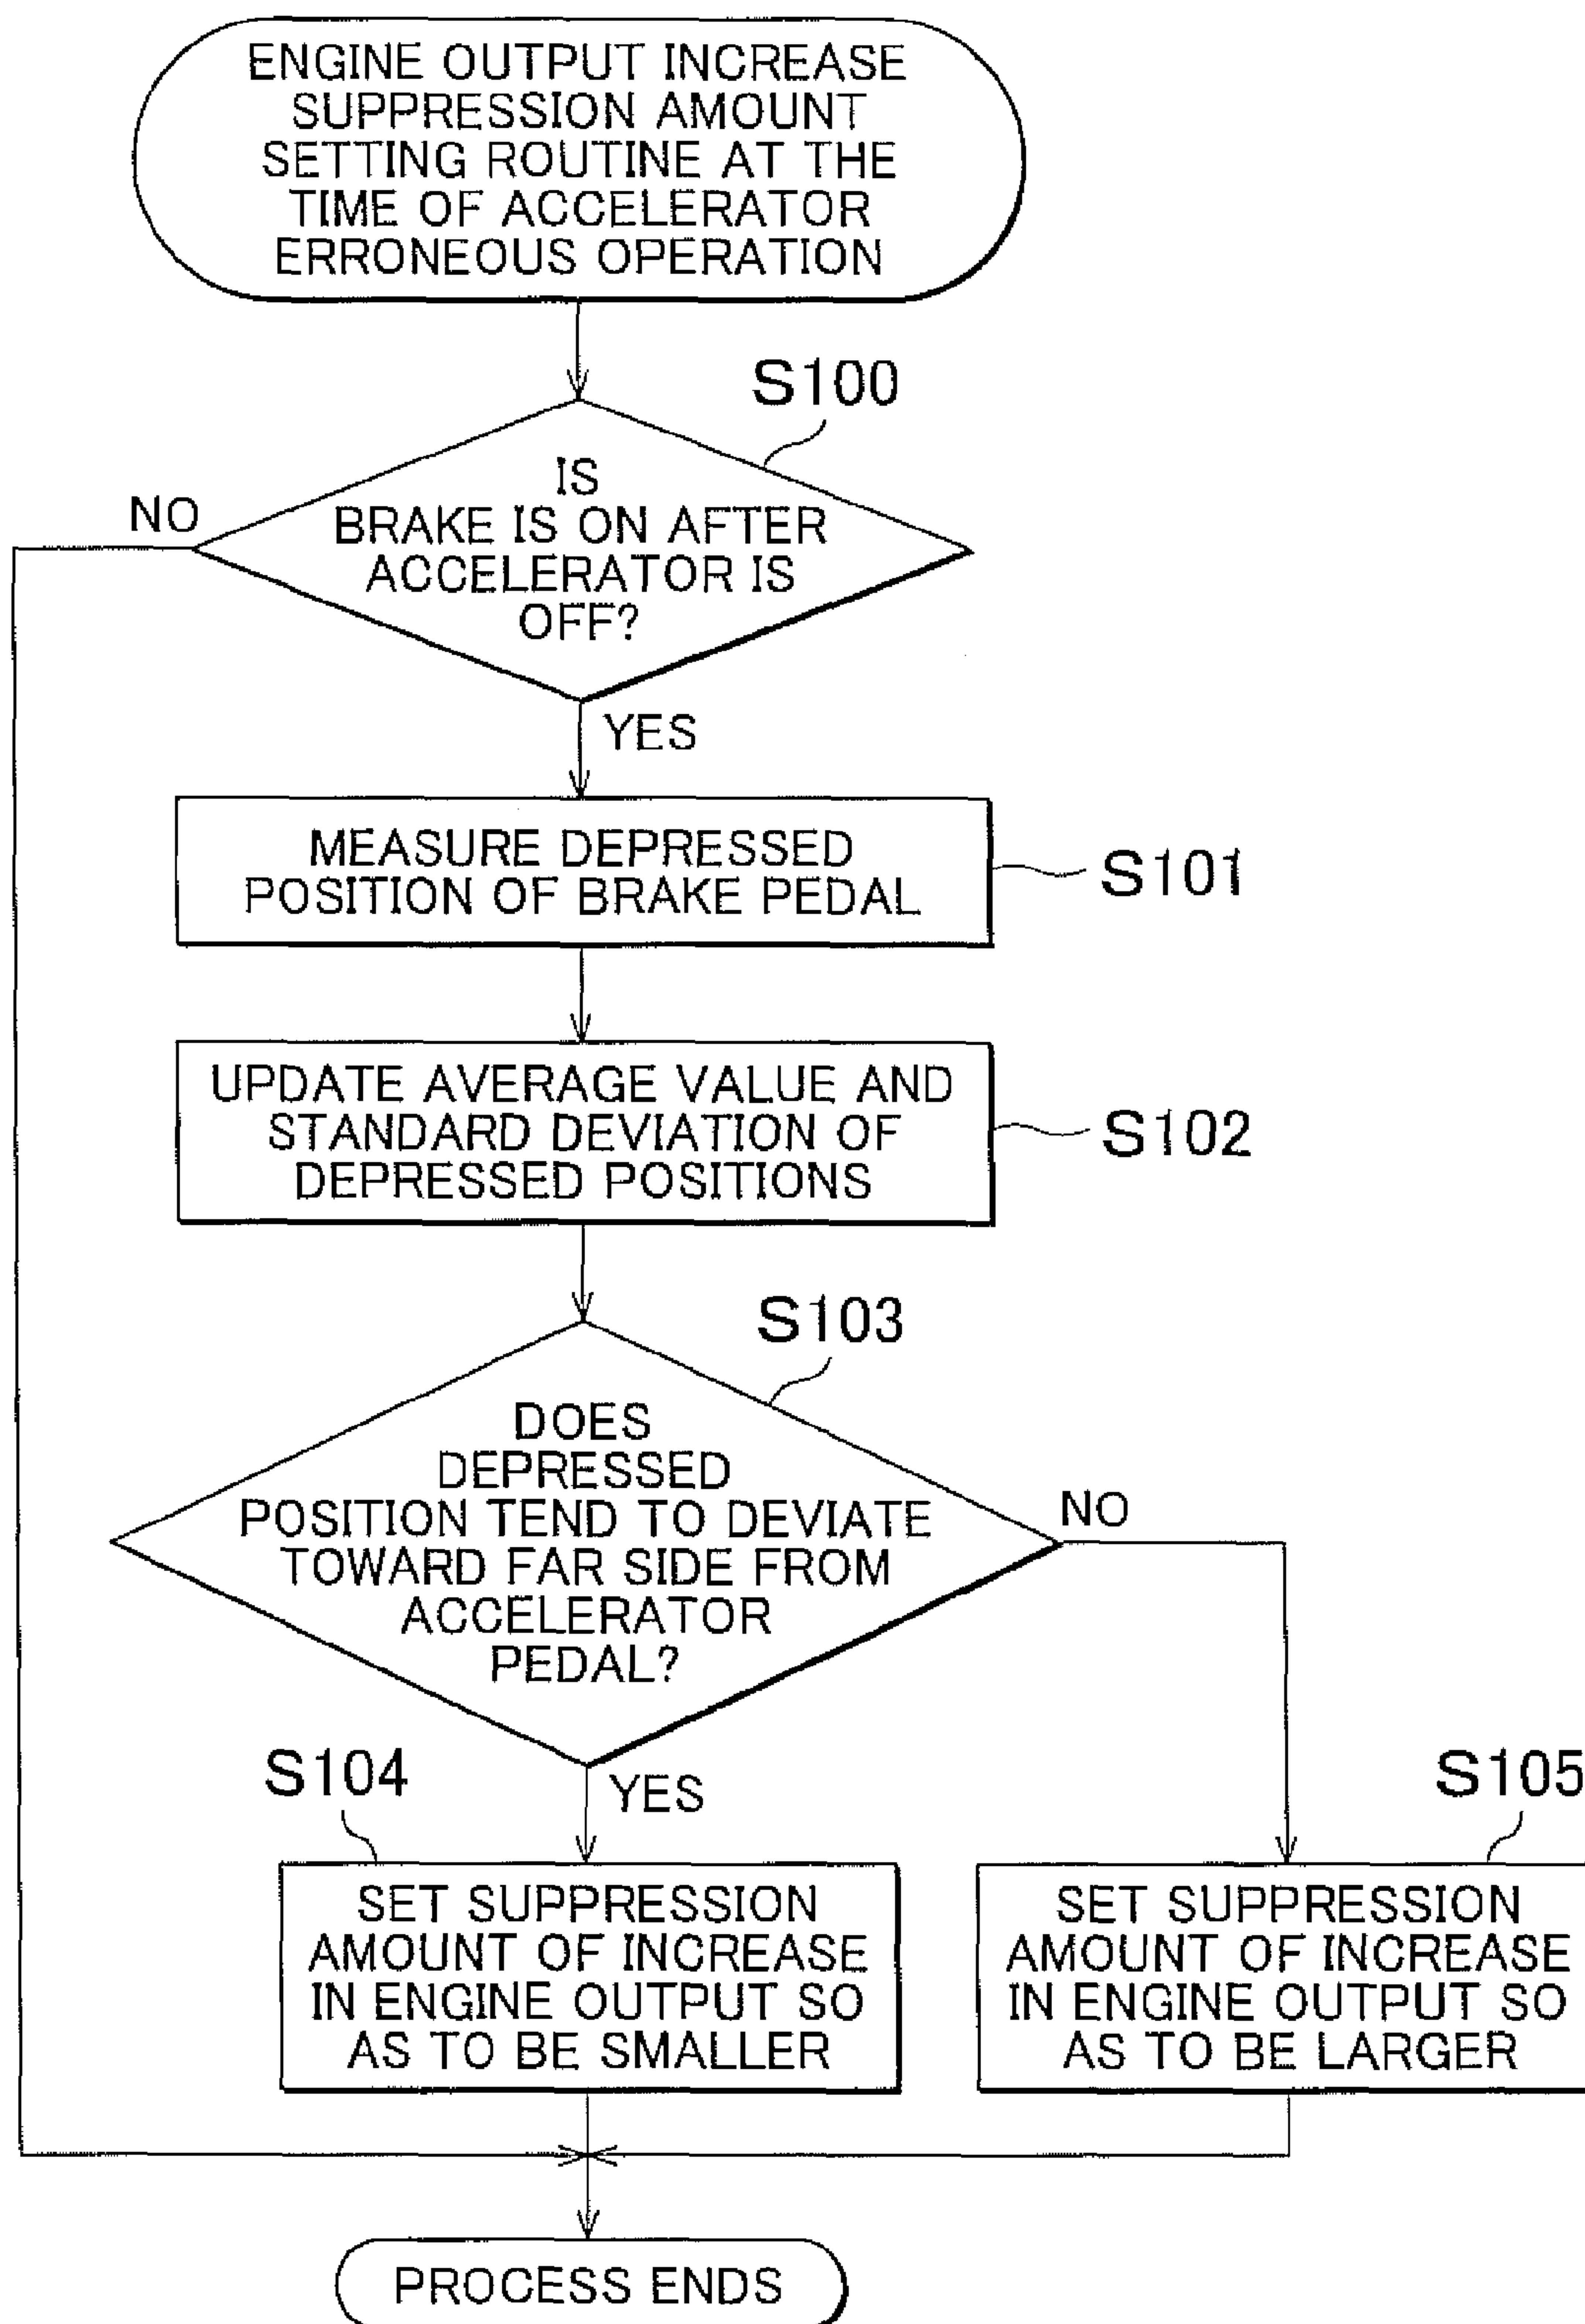 ENGINE OUTPUT INCREASE
SUPPRESSION AMOUNT
SETTING ROUTINE AT THE
TIME OF ACCELERATOR
ERRONEOUS OPERATION
S100
IS
BRAKE IS ON AFTER
ACCELERATOR IS
OFF?
NO
YES
MEASURE DEPRESSED
POSITION OF BRAKE PEDAL
S101
UPDATE AVERAGE VALUE AND
STANDARD DEVIATION OF
DEPRESSED POSITIONS
S102
S103
DOES
DEPRESSED
POSITION TEND TO DEVIATE
TOWARD FAR SIDE FROM
ACCELERATOR
PEDAL?
NO
YES
S104
SET SUPPRESSION
AMOUNT OF INCREASE
IN ENGINE OUTPUT SO
AS TO BE SMALLER
S105
SET SUPPRESSION
AMOUNT OF INCREASE
IN ENGINE OUTPUT SO
AS TO BE LARGER
PROCESS ENDS